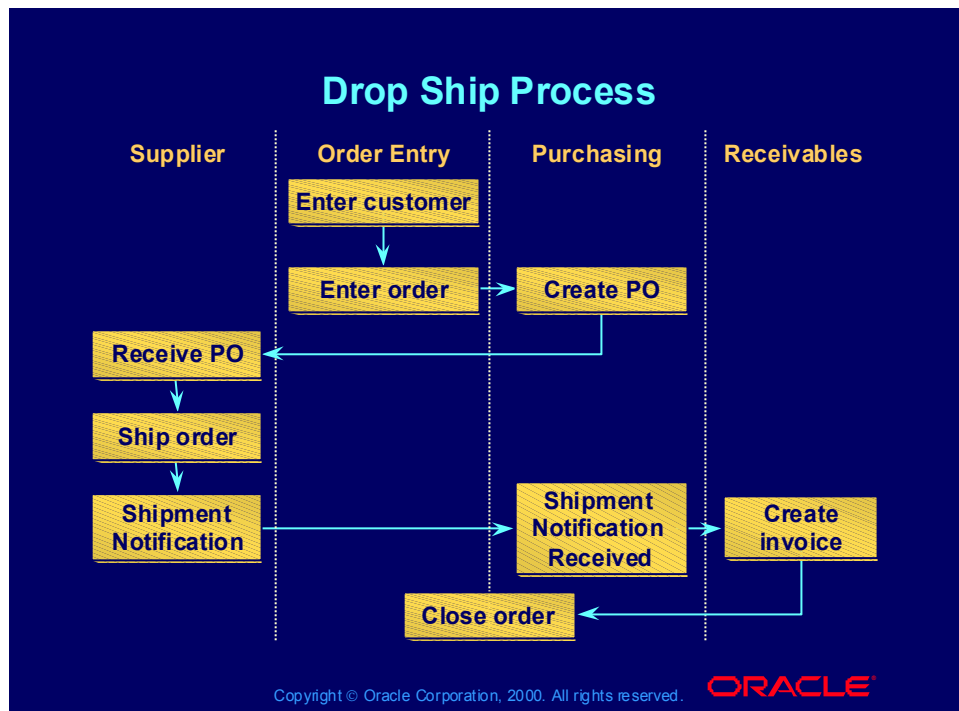 Drop Ship Process
Supplier
Order Entry
Purchasing
Receivables
Enter customer
Enter order
Create PO
Receive PO
Ship order
Shipment
Notification
Shipment
Notification
Received
Create
invoice
Close order
Copyright © Oracle Corporation, 2000. All rights reserved.
ORACLE®